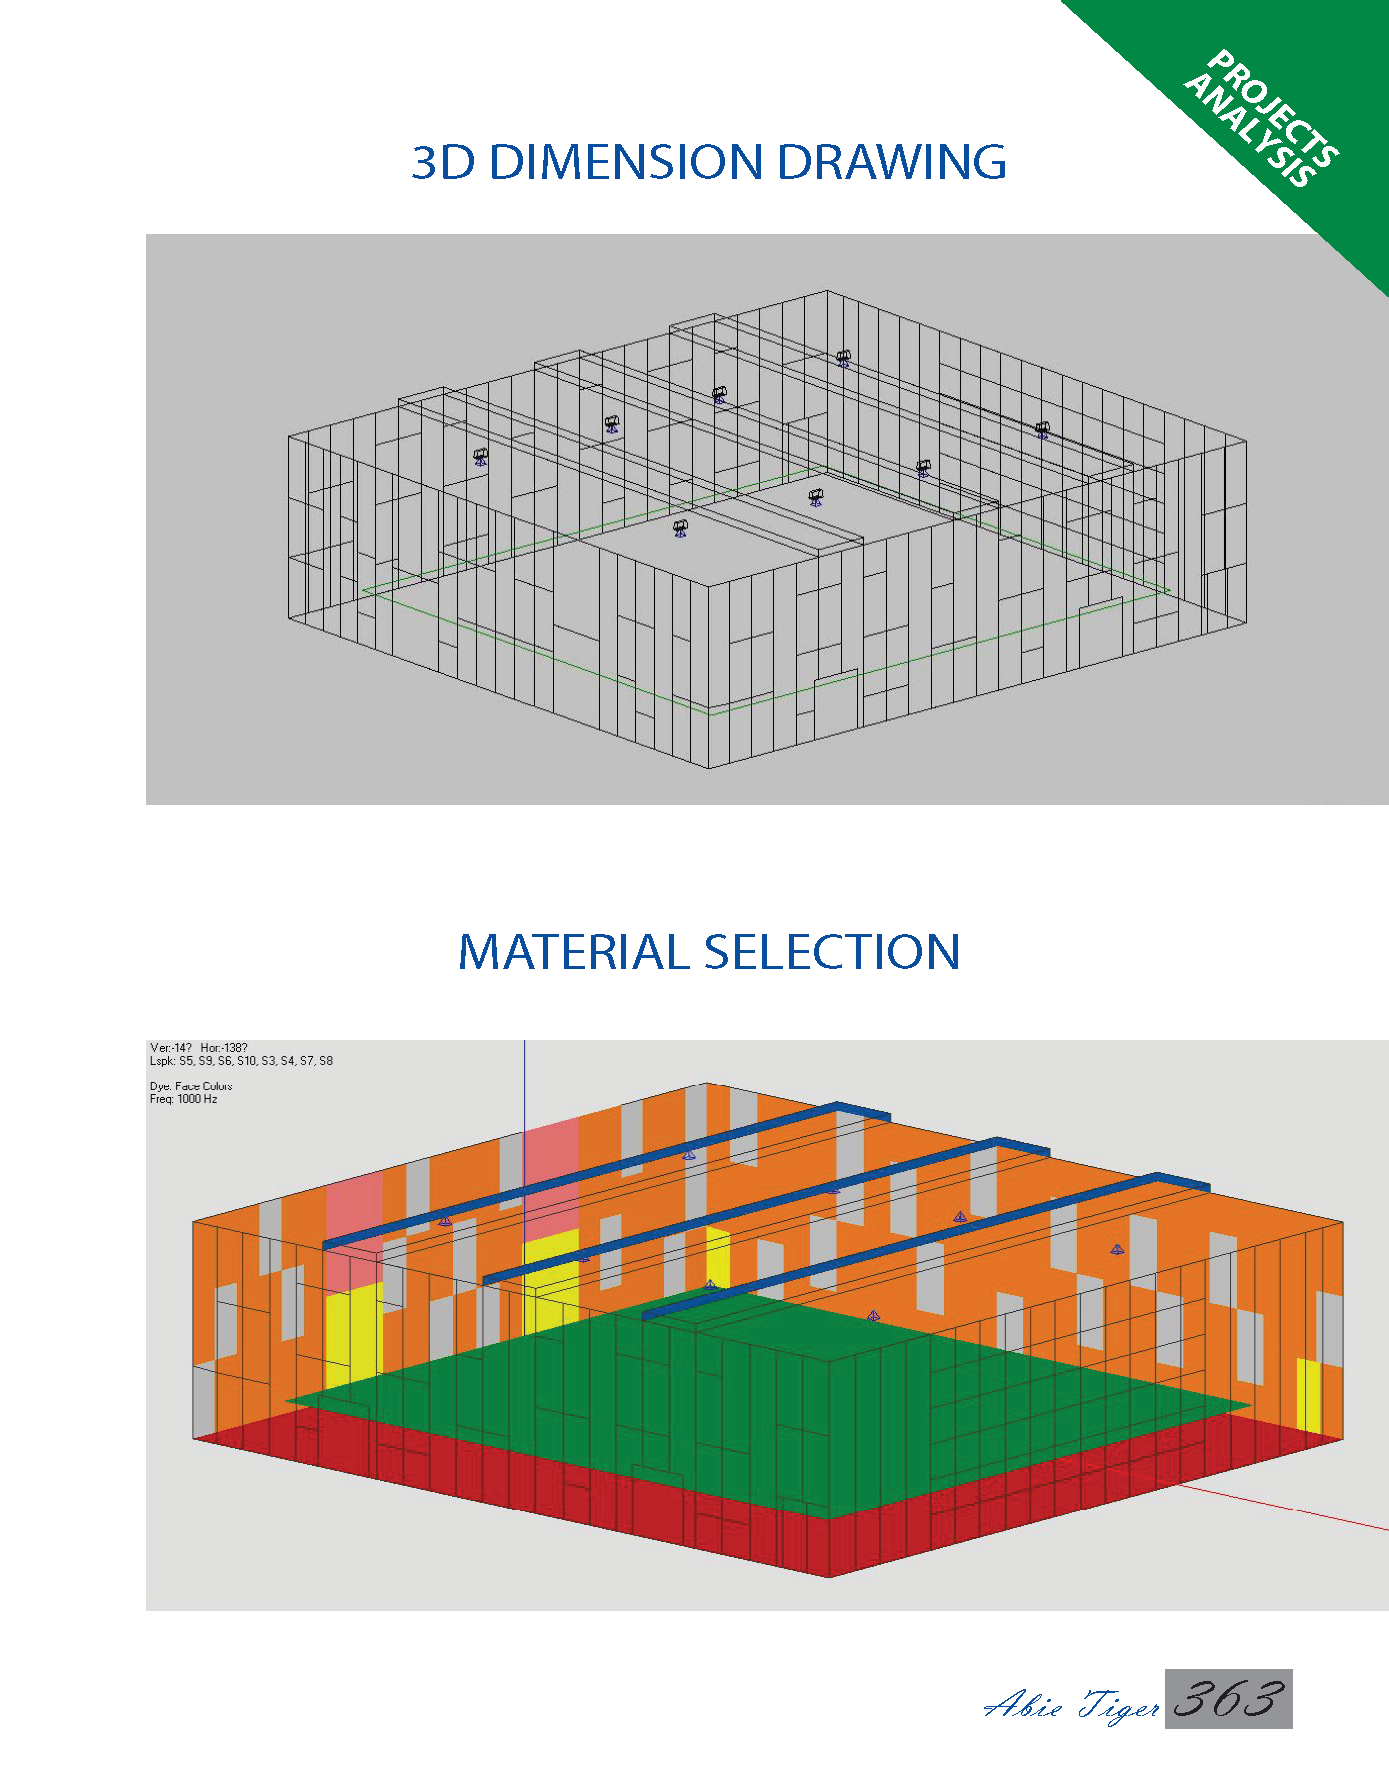 PROJECTS
ANALYSIS
3D DIMENSION DRAWING
MATERIAL SELECTION
Ver:-14? Hor:-138?
Lspk: S5, S9, S6, S10, S3, S4, S7, S8
Dye: Face Colors
Freq: 1000 Hz
Abie Tiger 363